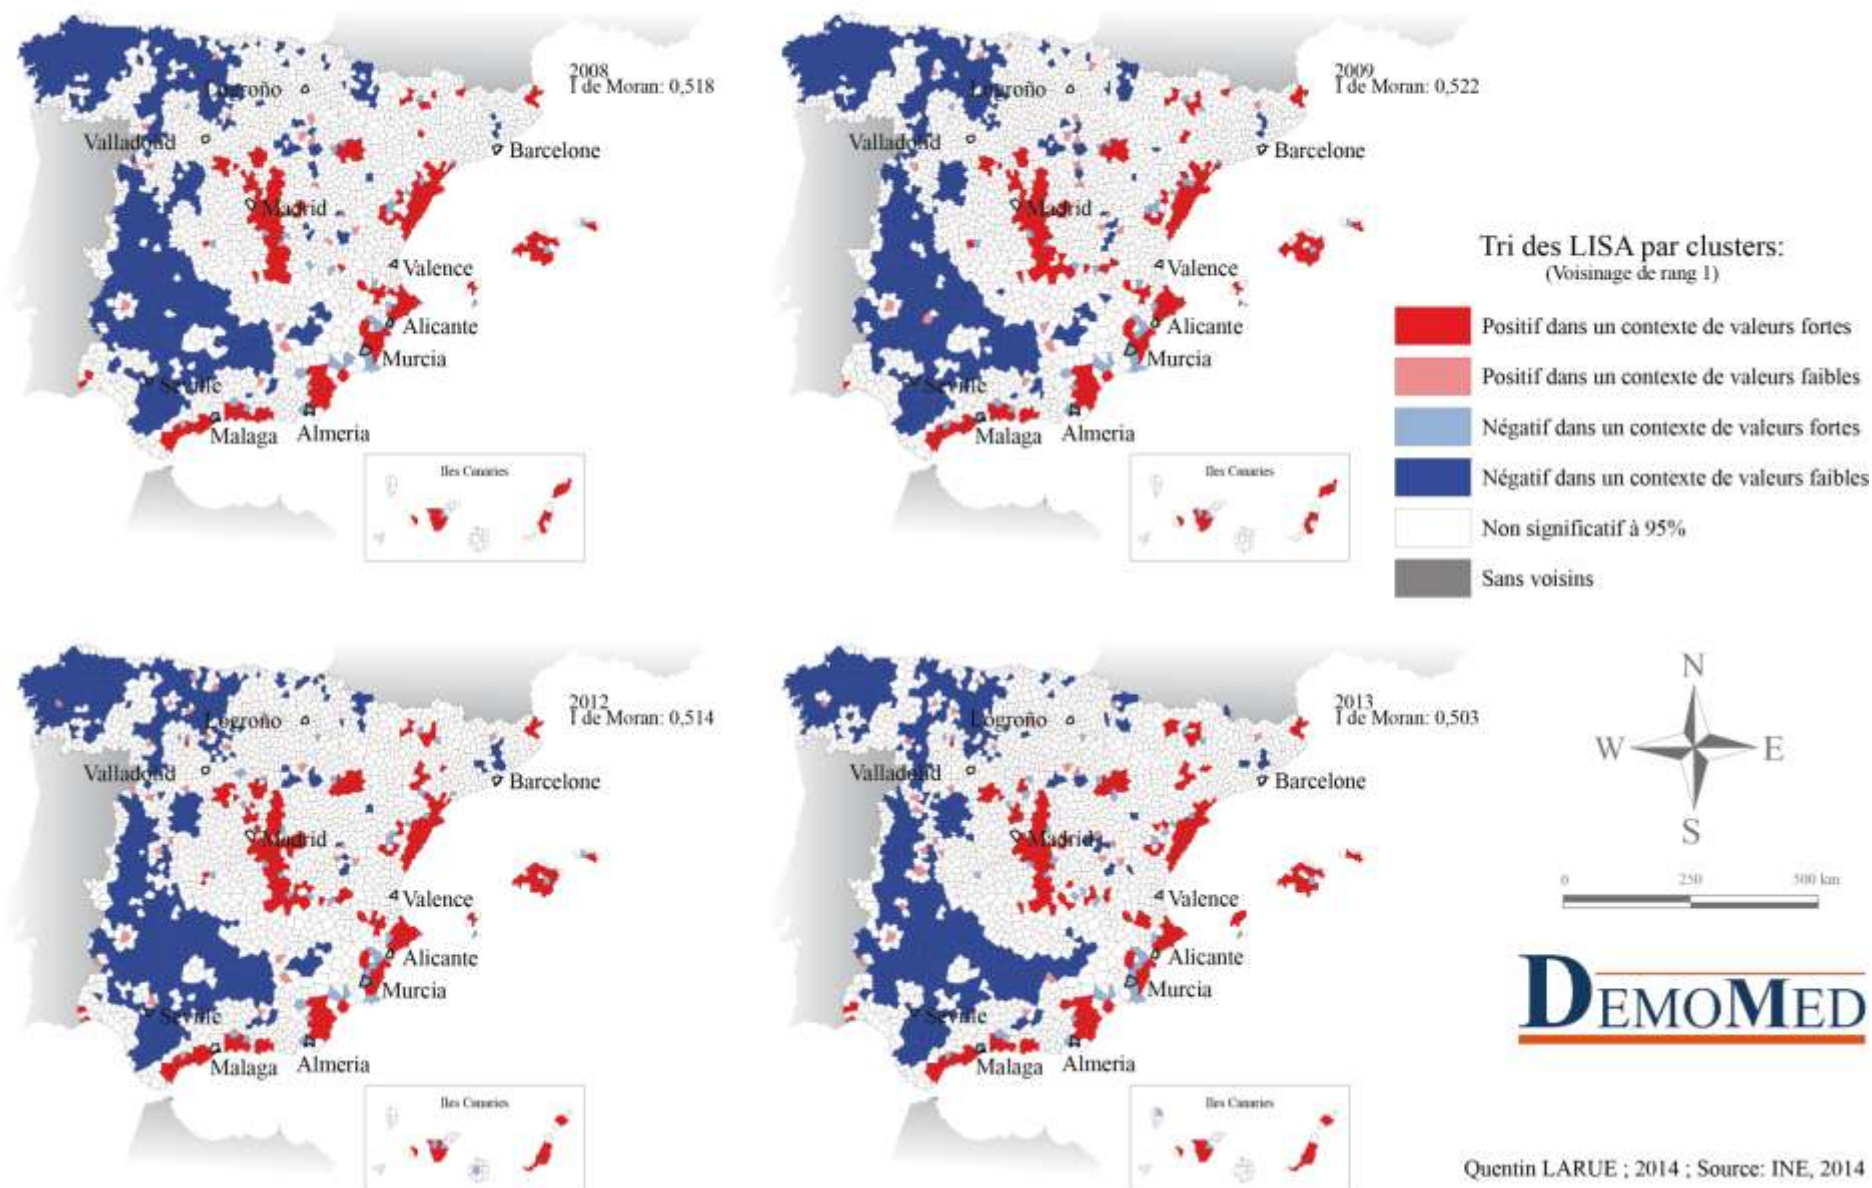 2008
I de Moran: 0,518
Logroño
Valladolid
Barcelone
Madrid
Valence
Alicante
Murcia
Seville
Malaga
Almeria
Iles Canaries
2009
I de Moran: 0,522
Logroño
Valladolid
Barcelone
Madrid
Valence
Alicante
Murcia
Seville
Malaga
Almeria
Iles Canaries
Tri des LISA par clusters:
(Voisinage de rang 1)
Positif dans un contexte de valeurs fortes
Positif dans un contexte de valeurs faibles
Négatif dans un contexte de valeurs fortes
Négatif dans un contexte de valeurs faibles
Non significatif à 95%
Sans voisins
2012
I de Moran: 0,514
Logroño
Valladolid
Barcelone
Madrid
Valence
Alicante
Murcia
Seville
Malaga
Almeria
Iles Canaries
2013
I de Moran: 0,503
Logroño
Valladolid
Barcelone
Madrid
Valence
Alicante
Murcia
Seville
Malaga
Almeria
Iles Canaries
N
W E
S
0 250 500 km
DEMOMED
Quentin LARUE ; 2014 ; Source: INE, 2014